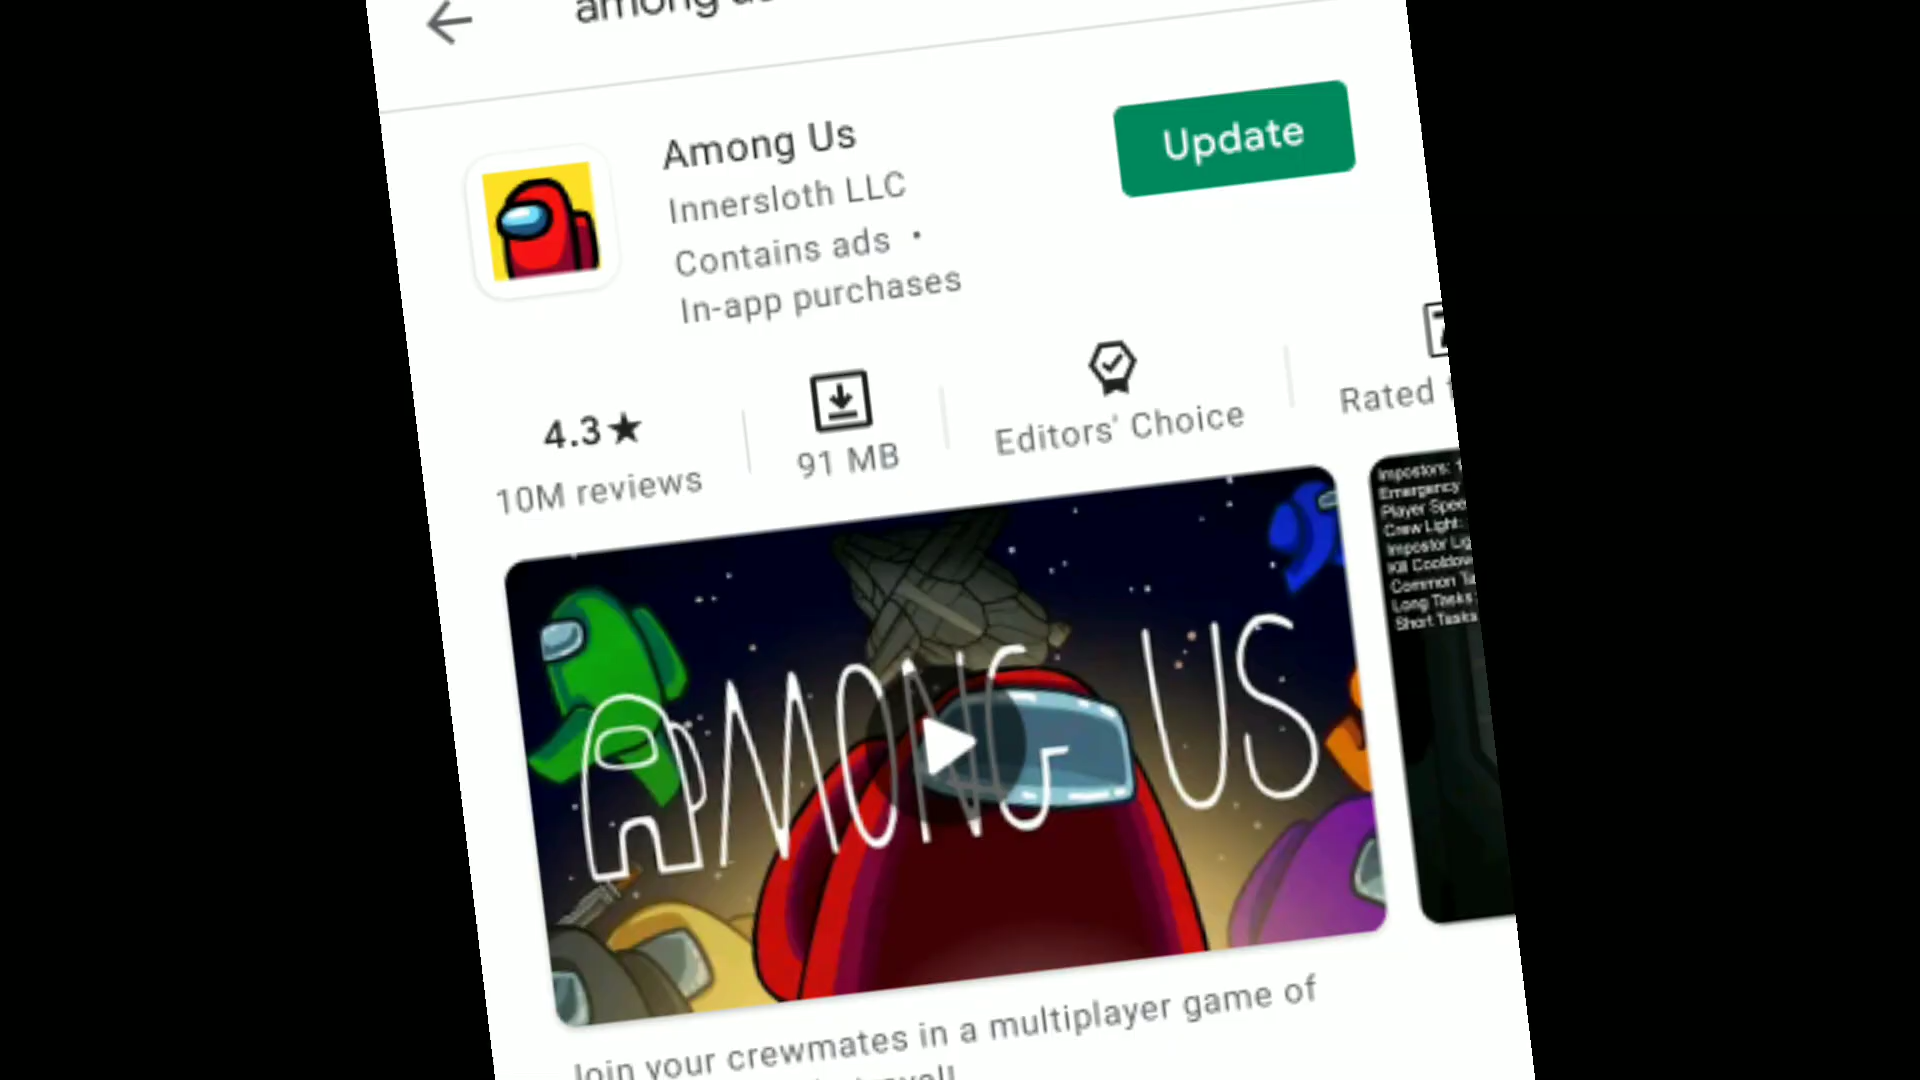 among
Among Us
Innersloth LLC
Contains ads •
In-app purchases
Update
4.3★
10M reviews
91 MB
Editors' Choice
Rated
AMONG US
Impostors:
Emergency
Player Spee
Crew Light:
Impostor Lig
Kill Cooldow
Common Ta
Long Tasks
Short Tasks
Join your crewmates in a multiplayer game of